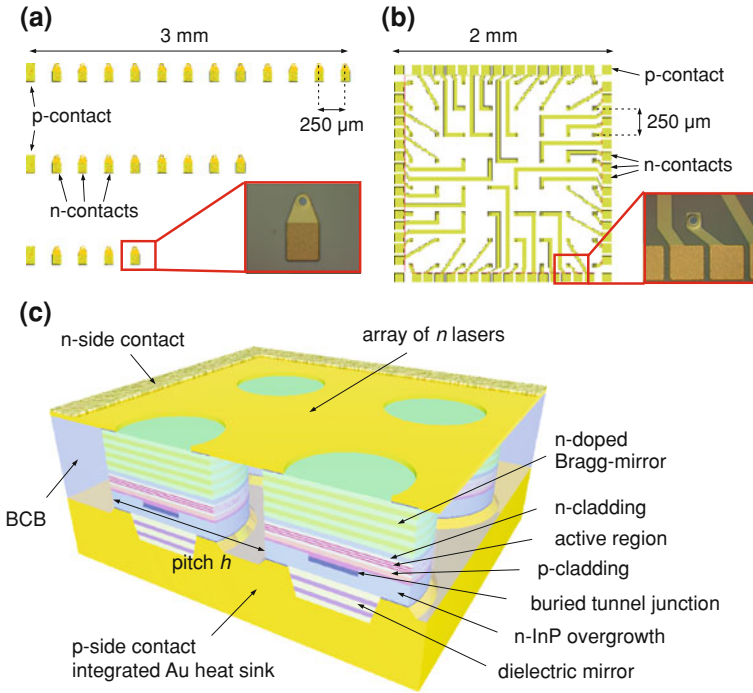 (a)
3 mm
p-contact
250 µm
n-contacts
(b)
2 mm
p-contact
250 µm
n-contacts
(c)
n-side contact
array of n lasers
BCB
pitch h
p-side contact
integrated Au heat sink
n-doped
Bragg-mirror
n-cladding
active region
p-cladding
buried tunnel junction
n-InP overgrowth
dielectric mirror